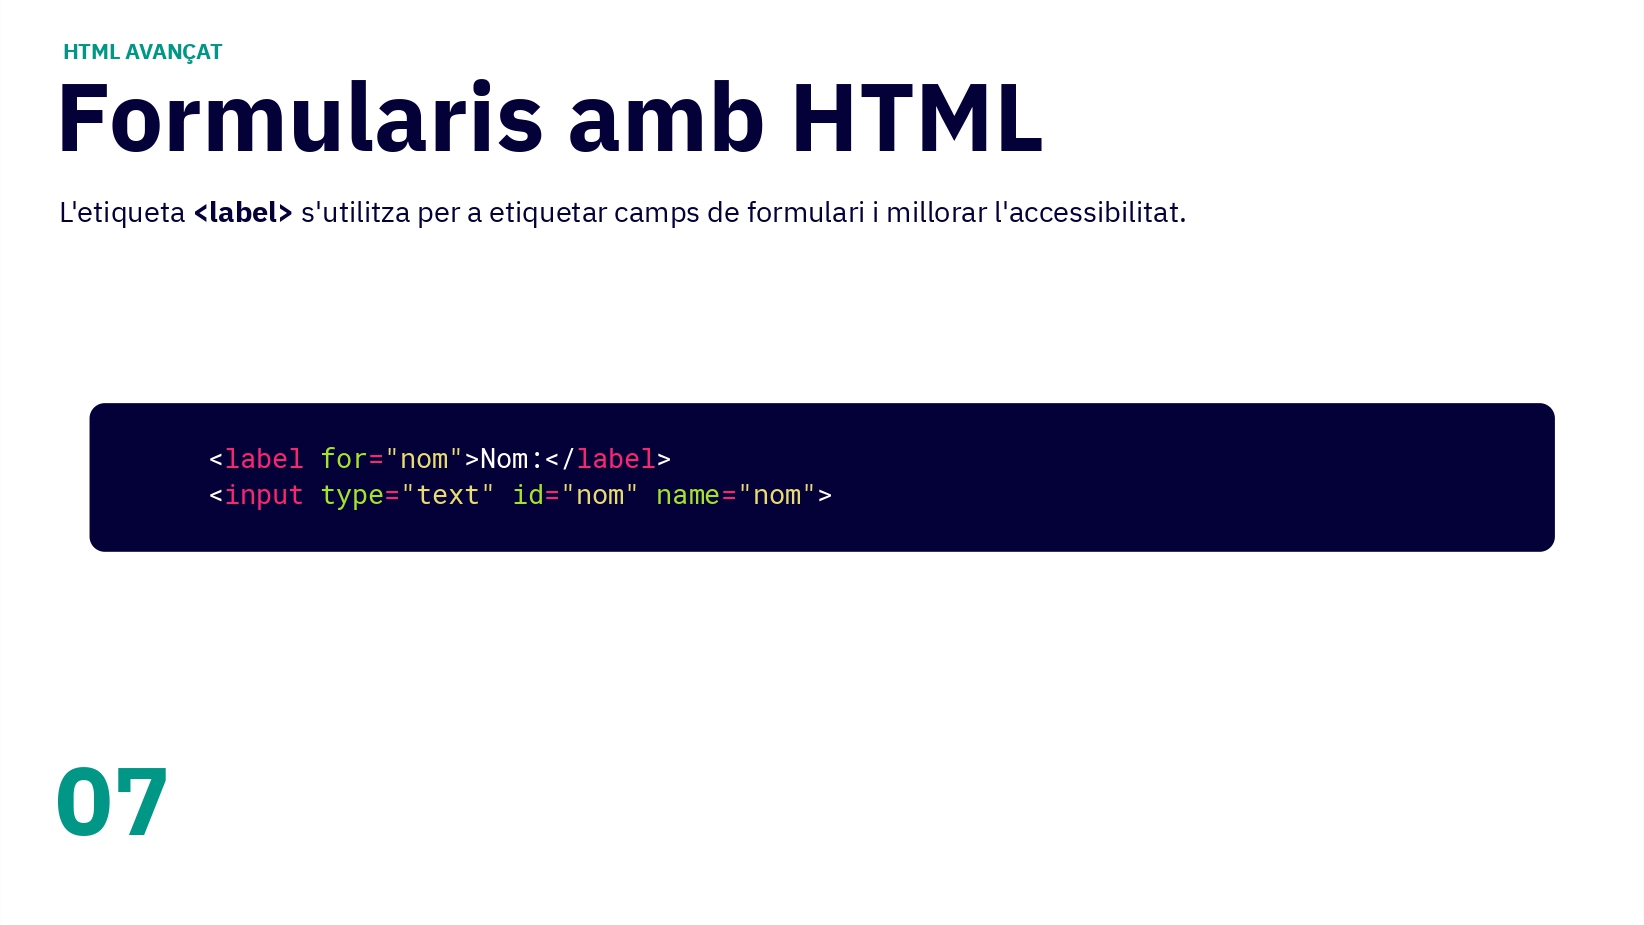 HTML AVANÇAT
Formularis amb HTML
L'etiqueta <label> s'utilitza per a etiquetar camps de formulari i millorar l'accessibilitat.
<label for="nom">Nom:</label>
<input type="text" id="nom" name="nom">
07